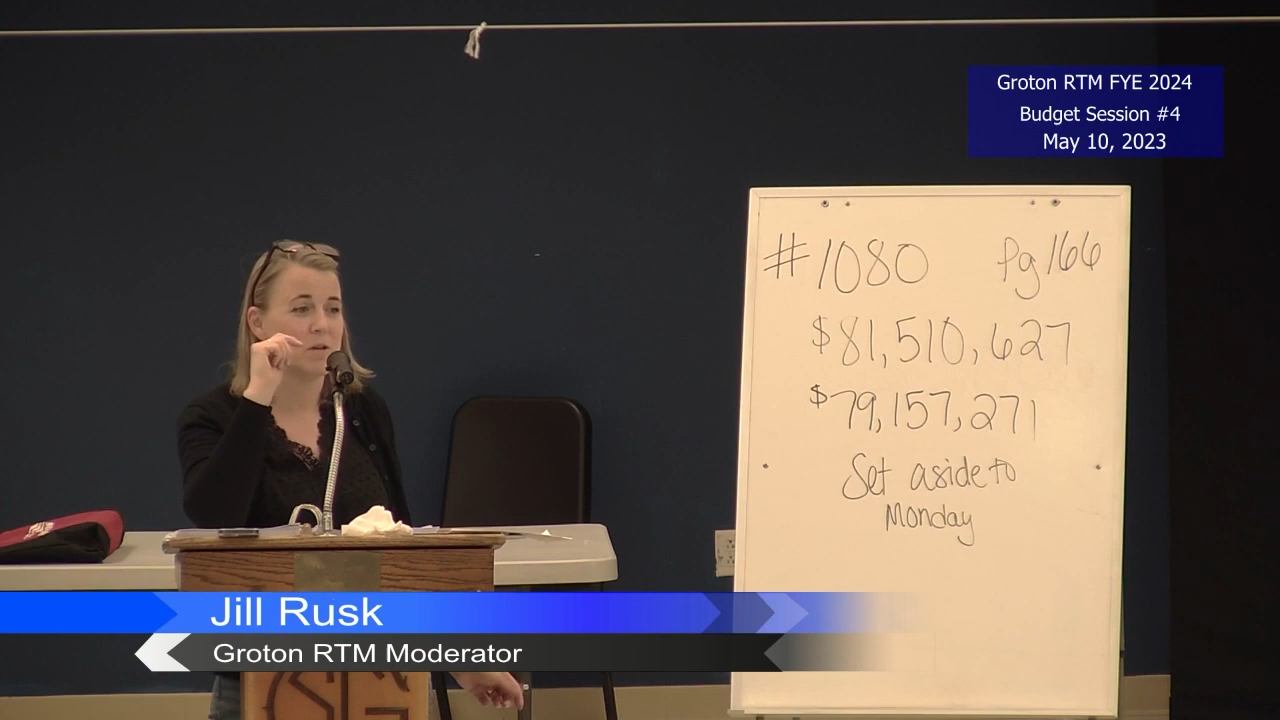 Groton RTM FYE 2024
Budget Session #4
May 10, 2023
#1080 Pg 166
$81,510,627
$79,157,271
Set aside to
Monday
Jill Rusk
Groton RTM Moderator